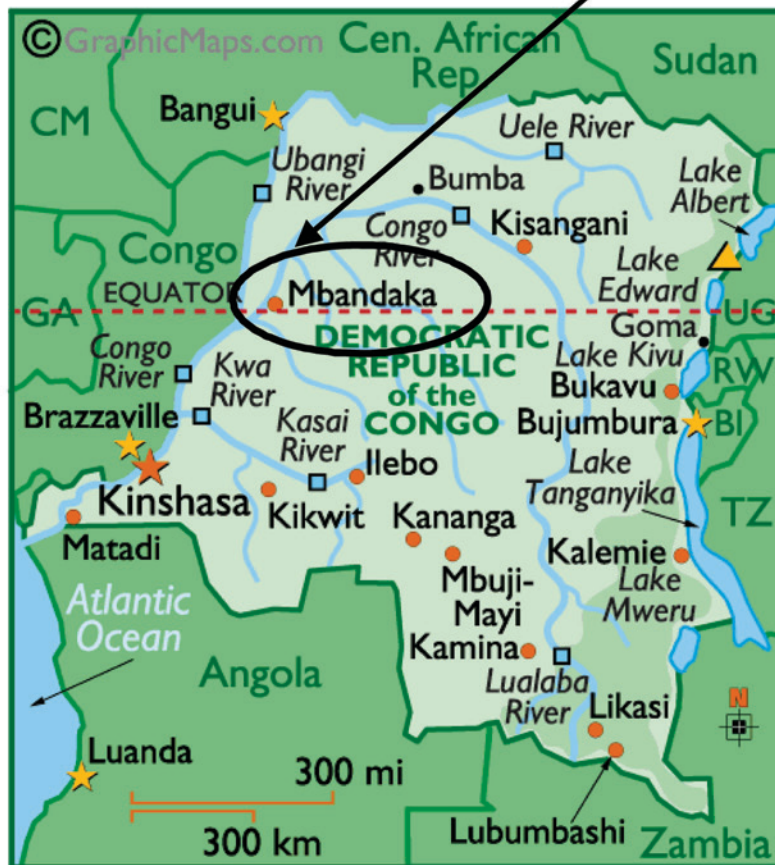 © GraphicMaps.com
Cen. African
Rep
Sudan
CM
Bangui
Uele River
Ubangi
River
Bumba
Lake
Albert
Congo
River
Kisangani
Congo
Lake
Edward
EQUATOR
Mbandaka
GA
UG
DEMOCRATIC
REPUBLIC
of the
CONGO
Goma
Congo
River
Kwa
River
Lake Kivu
RW
Bukavu
Brazzaville
Kasai
River
Bujumbura
BI
Ilebo
Lake
Tanganyika
Kinshasa
Kikwit
Kananga
TZ
Matadi
Mbuji-
Mayi
Kalemie
Lake
Mweru
Atlantic
Ocean
Kamina
Angola
Lualaba
River
Likasi
N
Luanda
300 mi
300 km
Lubumbashi
Zambia